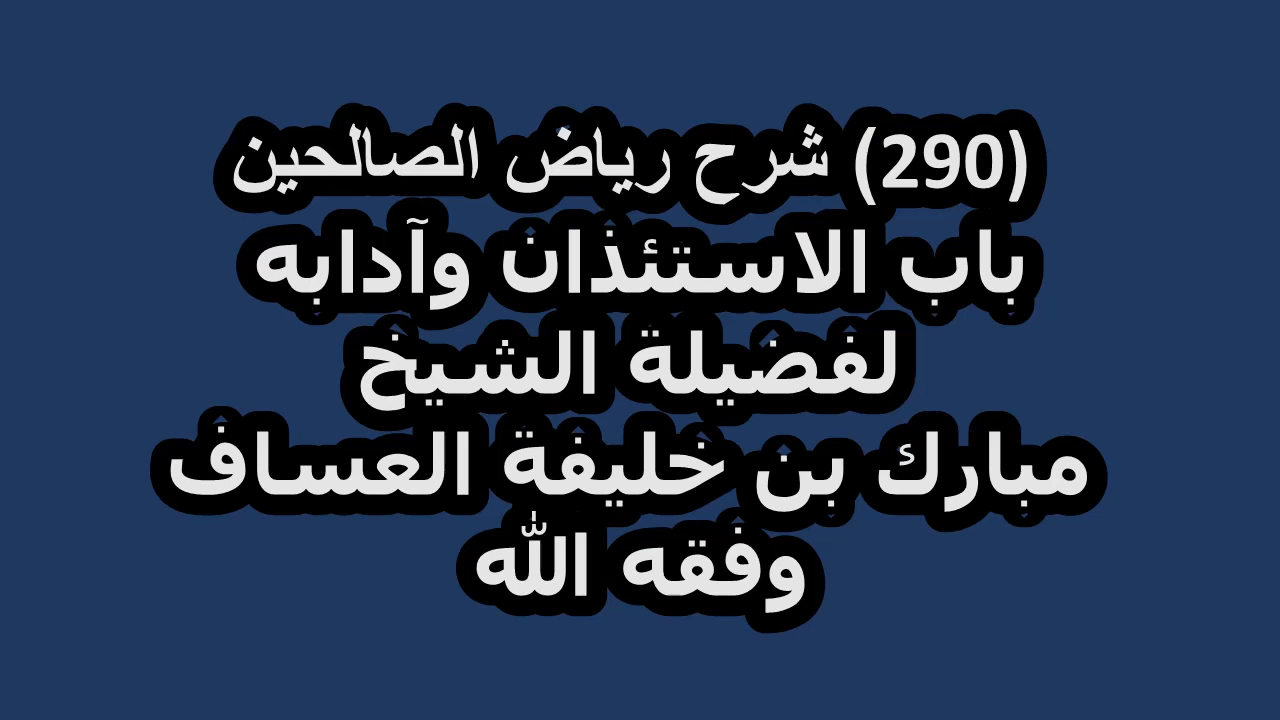 (290) شرح رياض الصالحين
باب الاستئذان وآدابه
لفضيلة الشيخ
مبارك بن خليفة العساف
وفقه الله